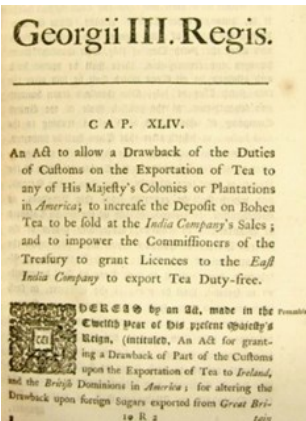 Georgii III. Regis.
CAP. XLIV.
An Act to allow a Drawback of the Duties
of Customs on the Exportation of Tea to
any of His Majesty's Colonies or Plantations
in America; to increase the Deposit on Bohea
Tea to be sold at the India Company's Sales;
and to impower the Commissioners of the
Treasury to grant Licences to the East
India Company to export Tea Duty-free.
WHEREAS by an Act, made in the
Twelfth Year of His present Majesty's
Reign, (intituled, An Act for grant-
ing a Drawback of Part of the Customs
upon the Exportation of Tea to Ireland,
and the British Dominions in America; for altering the
Drawback upon foreign Sugars exported from Great Bri-
19 R 2 tain